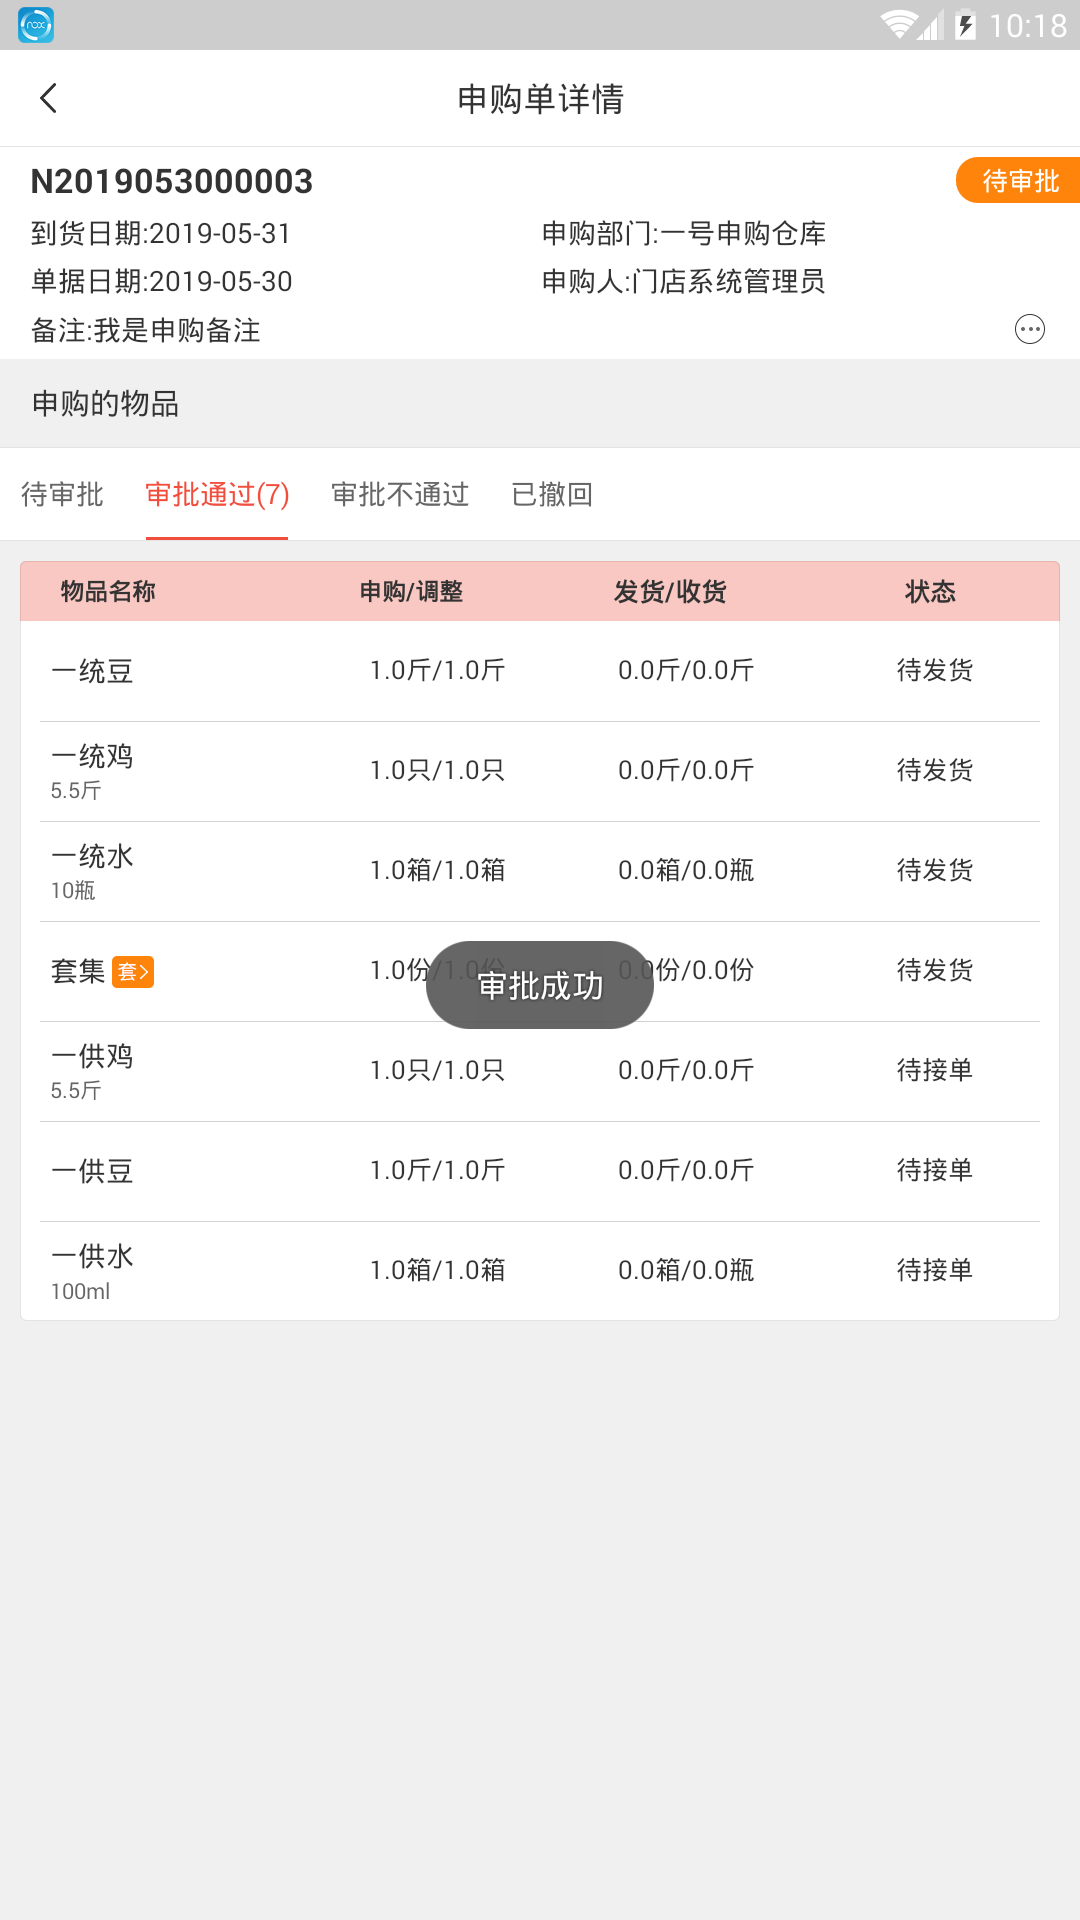 10:18
申购单详情
N2019053000003
待审批
到货日期:2019-05-31 申购部门:一号申购仓库
单据日期:2019-05-30 申购人:门店系统管理员
备注:我是申购备注
申购的物品
待审批 审批通过(7) 审批不通过 已撤回
物品名称 申购/调整 发货/收货 状态
一统豆 1.0斤/1.0斤 0.0斤/0.0斤 待发货
一统鸡 1.0只/1.0只 0.0斤/0.0斤 待发货
5.5斤
一统水 1.0箱/1.0箱 0.0箱/0.0瓶 待发货
10瓶
套集 套 1.0份/1.0份 0.0份/0.0份 待发货
审批成功
一供鸡 1.0只/1.0只 0.0斤/0.0斤 待接单
5.5斤
一供豆 1.0斤/1.0斤 0.0斤/0.0斤 待接单
一供水 1.0箱/1.0箱 0.0箱/0.0瓶 待接单
100ml